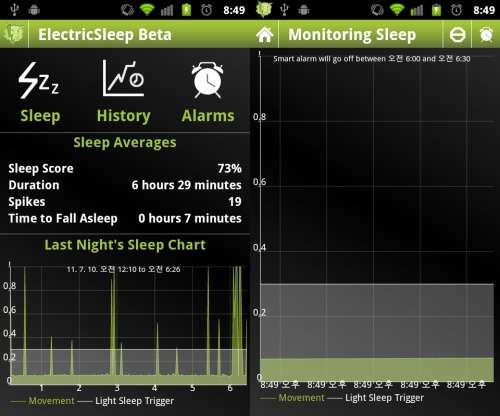 8:49
ElectricSleep Beta
Sleep
History
Alarms
Sleep Averages
Sleep Score 73%
Duration 6 hours 29 minutes
Spikes 19
Time to Fall Asleep 0 hours 7 minutes
Last Night's Sleep Chart
11. 7. 10. 오전 12:10 to 오전 6:26
1
0,8
0,6
0,4
0,2
0
1 2 3 4 5 6
Movement Light Sleep Trigger
8:49
Monitoring Sleep
Smart alarm will go off between 오전 6:00 and 오전 6:30
1
0,8
0,6
0,4
0,2
0
8:49 오후 8:49 오후 8:49 오후 8:49 오후 8:49 오후
Movement Light Sleep Trigger